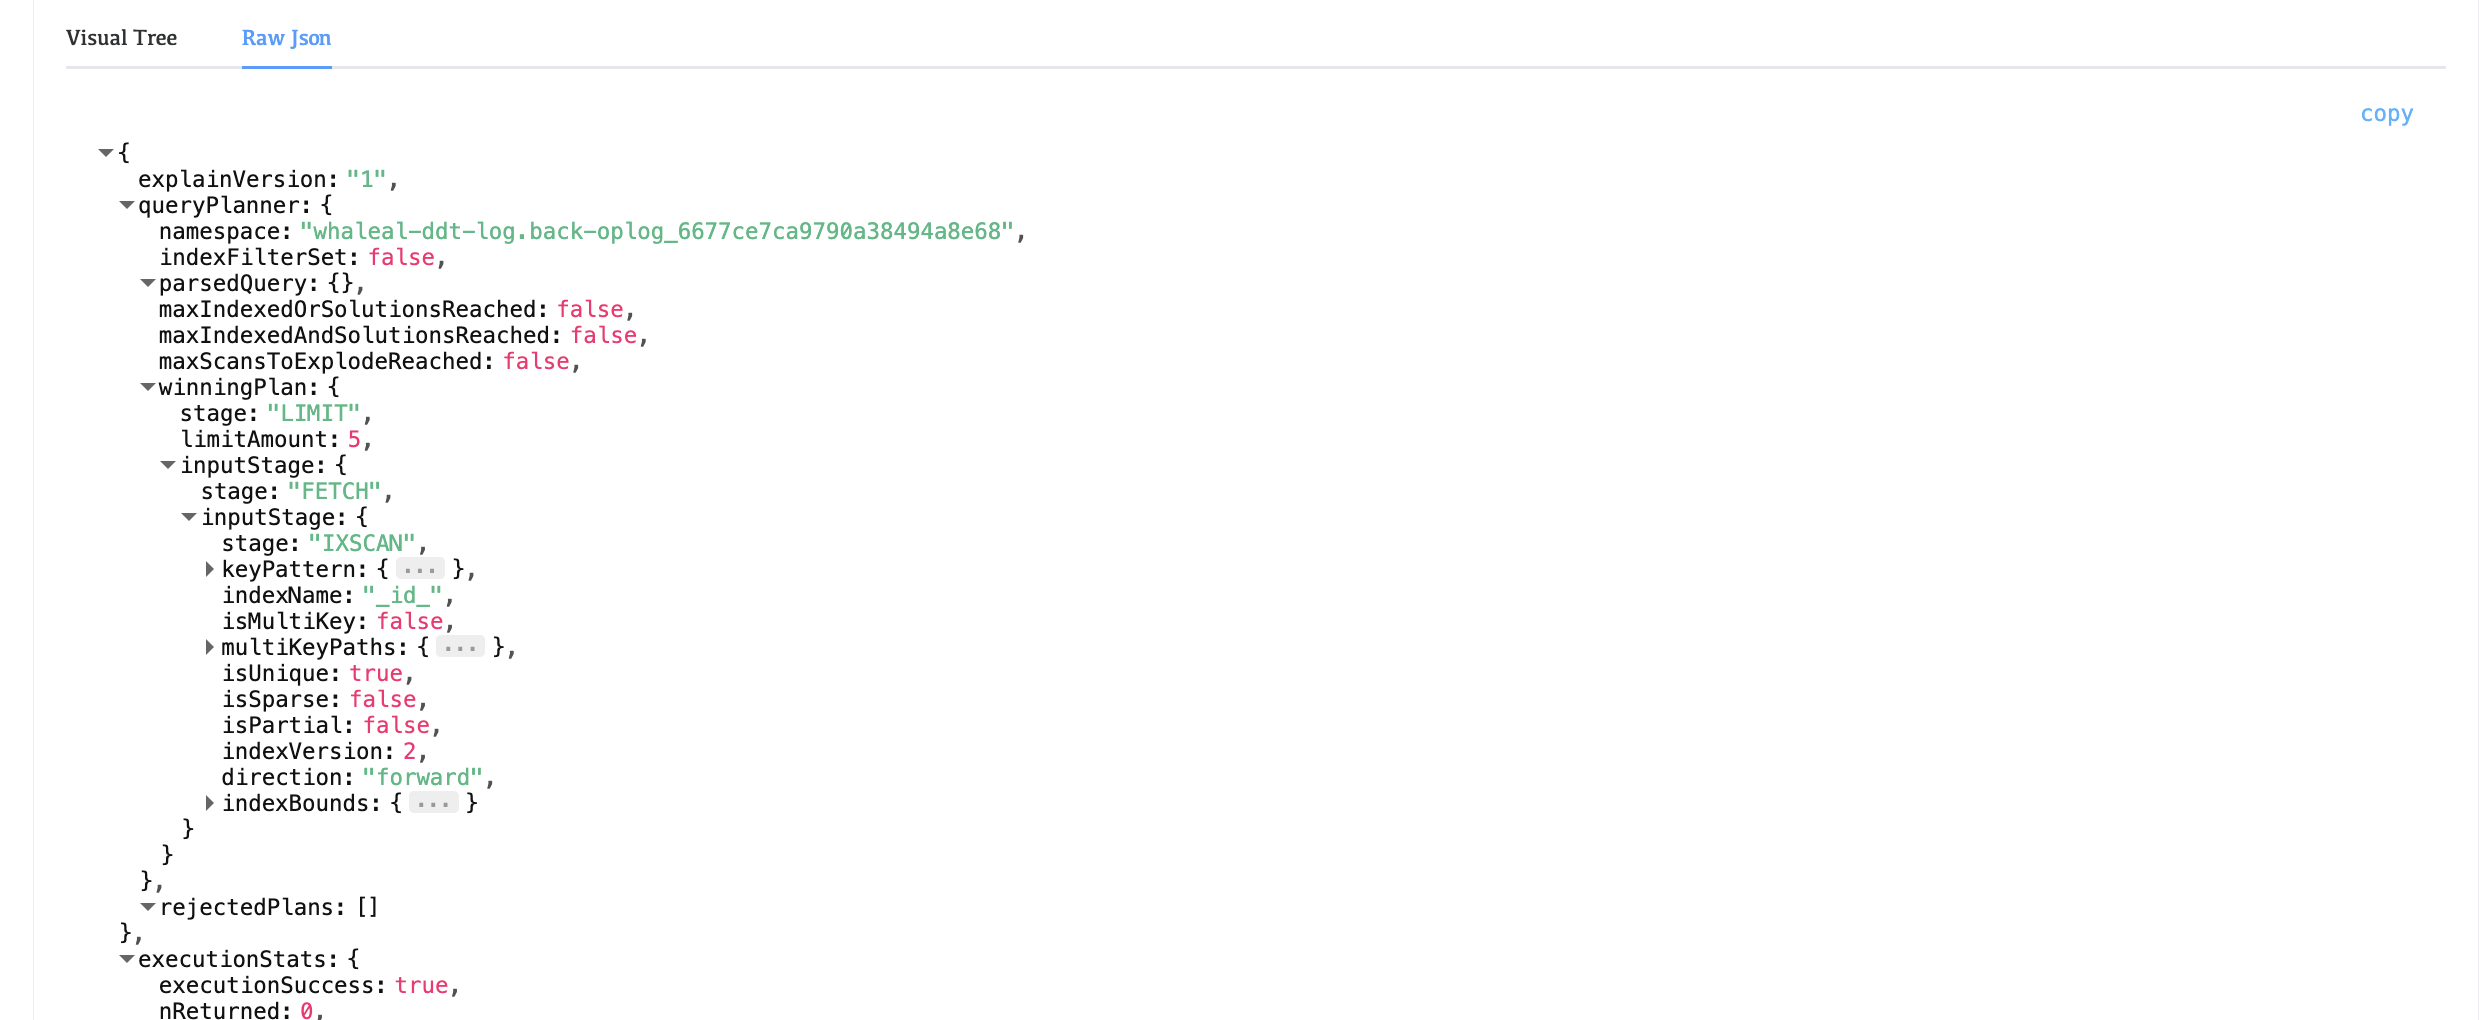 Visual Tree Raw Json
copy
{
explainVersion: "1",
queryPlanner: {
namespace: "whaleal-ddt-log.back-oplog_6677ce7ca9790a38494a8e68",
indexFilterSet: false,
parsedQuery: {},
maxIndexedOrSolutionsReached: false,
maxIndexedAndSolutionsReached: false,
maxScansToExplodeReached: false,
winningPlan: {
stage: "LIMIT",
limitAmount: 5,
inputStage: {
stage: "FETCH",
inputStage: {
stage: "IXSCAN",
keyPattern: { ... },
indexName: "_id_",
isMultiKey: false,
multiKeyPaths: { ... },
isUnique: true,
isSparse: false,
isPartial: false,
indexVersion: 2,
direction: "forward",
indexBounds: { ... }
}
}
},
rejectedPlans: []
},
executionStats: {
executionSuccess: true,
nReturned: 0,